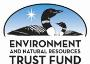 ENVIRONMENT
AND NATURAL RESOURCES
TRUST FUND